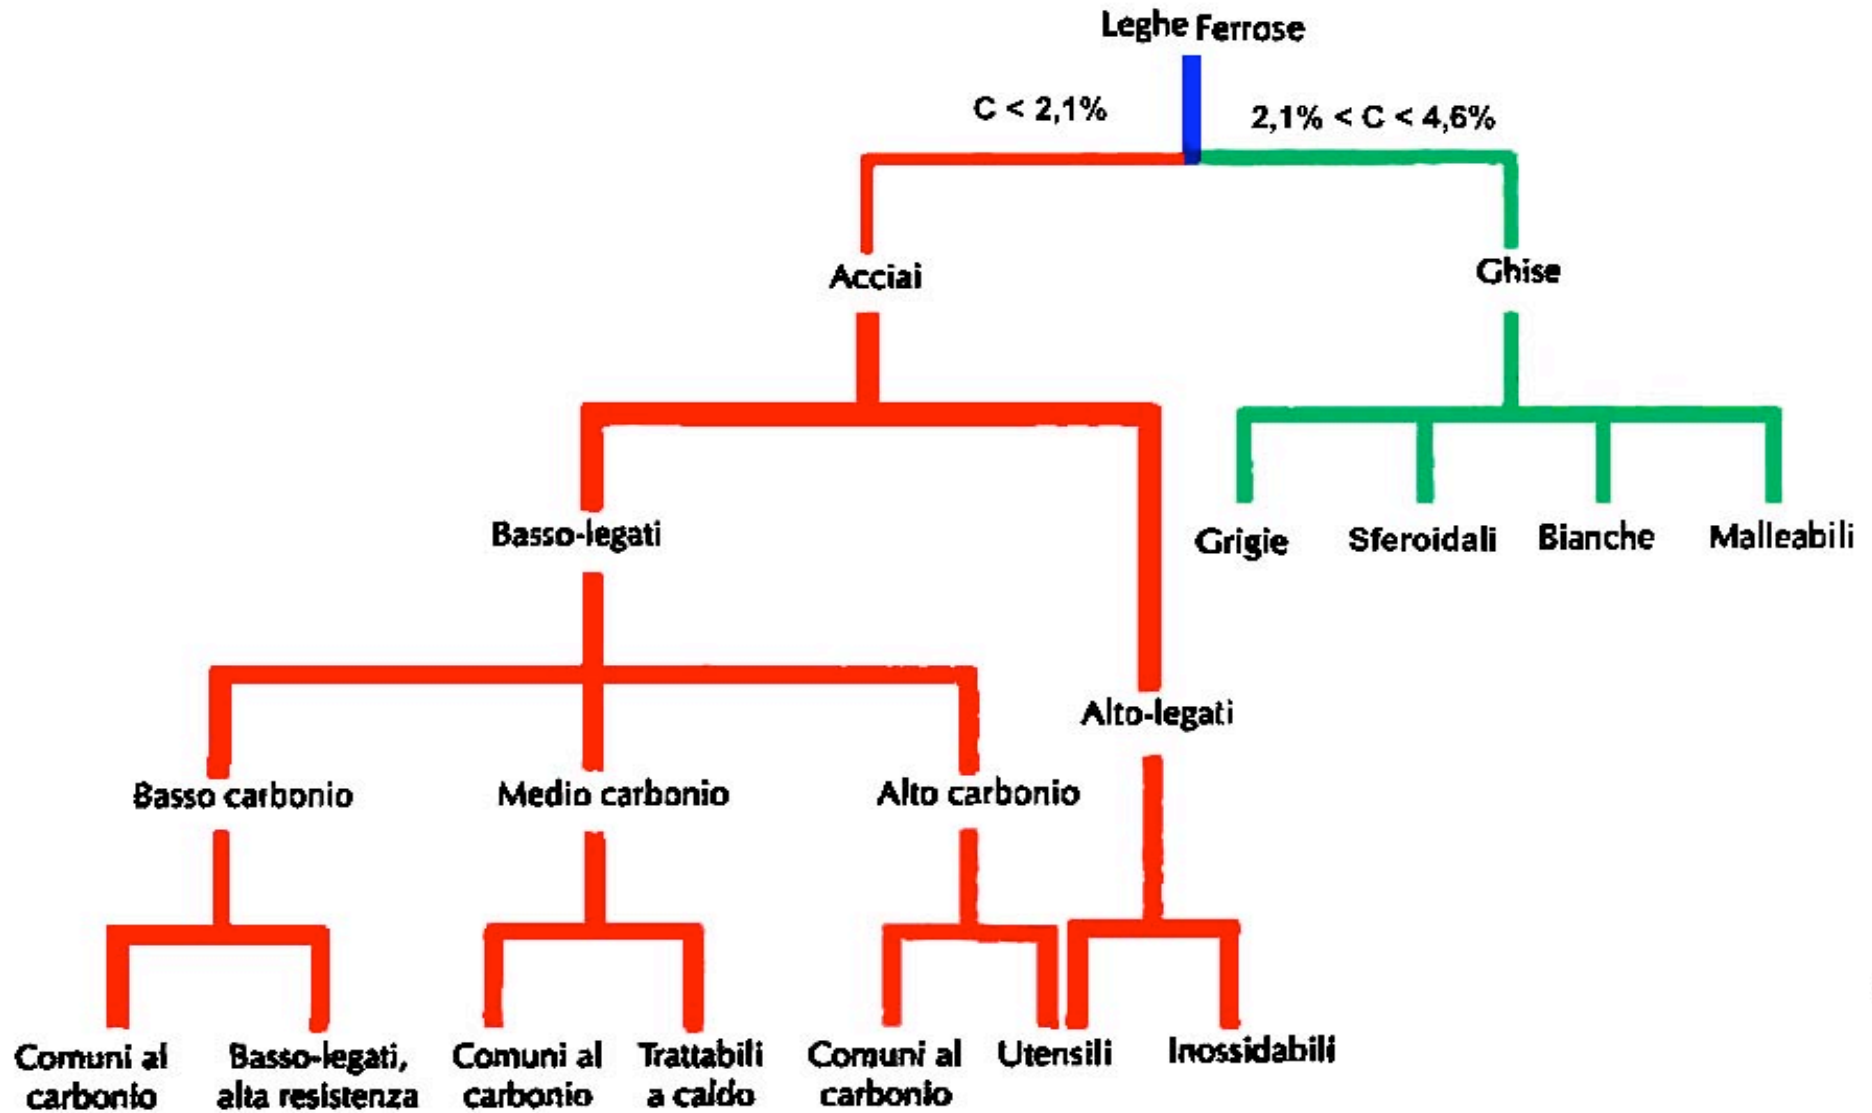 Leghe Ferrose
C < 2,1%
2,1% < C < 4,6%
Acciai
Ghise
Basso-legati
Grigie
Sferoidali
Bianche
Malleabili
Alto-legati
Basso carbonio
Medio carbonio
Alto carbonio
Comuni al
carbonio
Basso-legati,
alta resistenza
Comuni al
carbonio
Trattabili
a caldo
Comuni al
carbonio
Utensili
Inossidabili